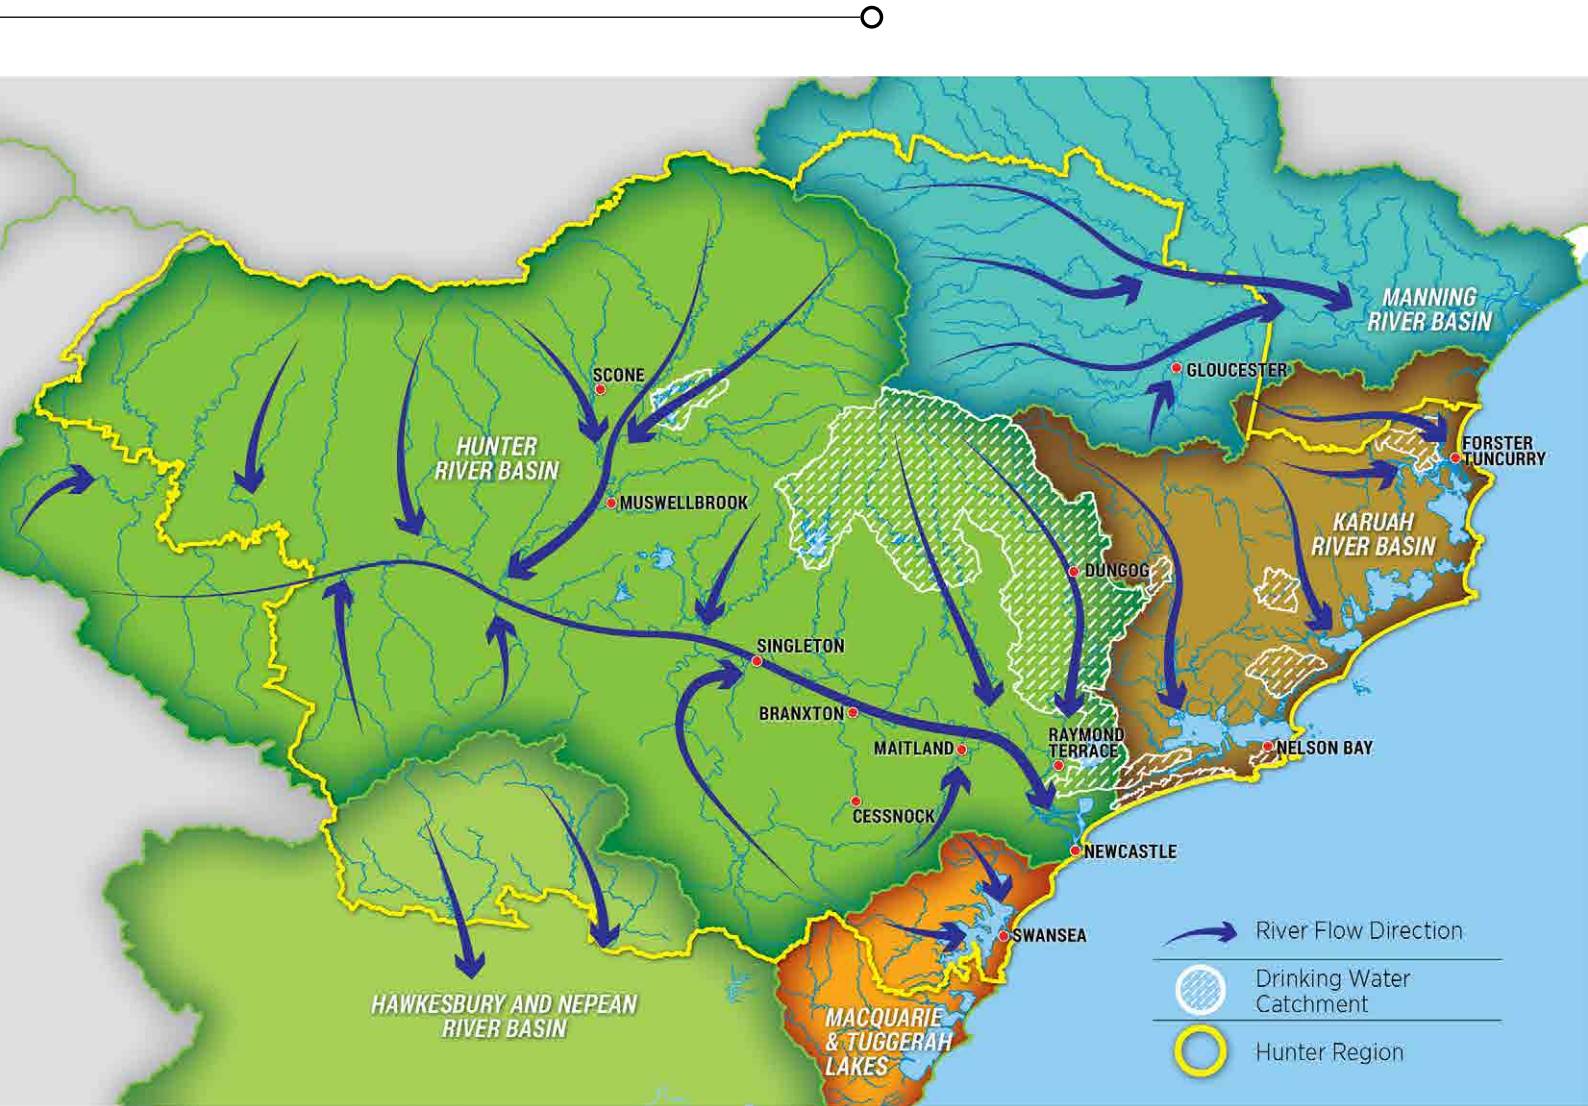 MANNING
RIVER BASIN
GLOUCESTER
SCONE
HUNTER
RIVER BASIN
FORSTER
TUNCURRY
MUSWELLBROOK
KARUAH
RIVER BASIN
DUNGOG
SINGLETON
BRANXTON
RAYMOND
TERRACE
MAITLAND
NELSON BAY
CESSNOCK
NEWCASTLE
SWANSEA
HAWKESBURY AND NEPEAN
RIVER BASIN
MACQUARIE
& TUGGERAH
LAKES
River Flow Direction
Drinking Water
Catchment
Hunter Region